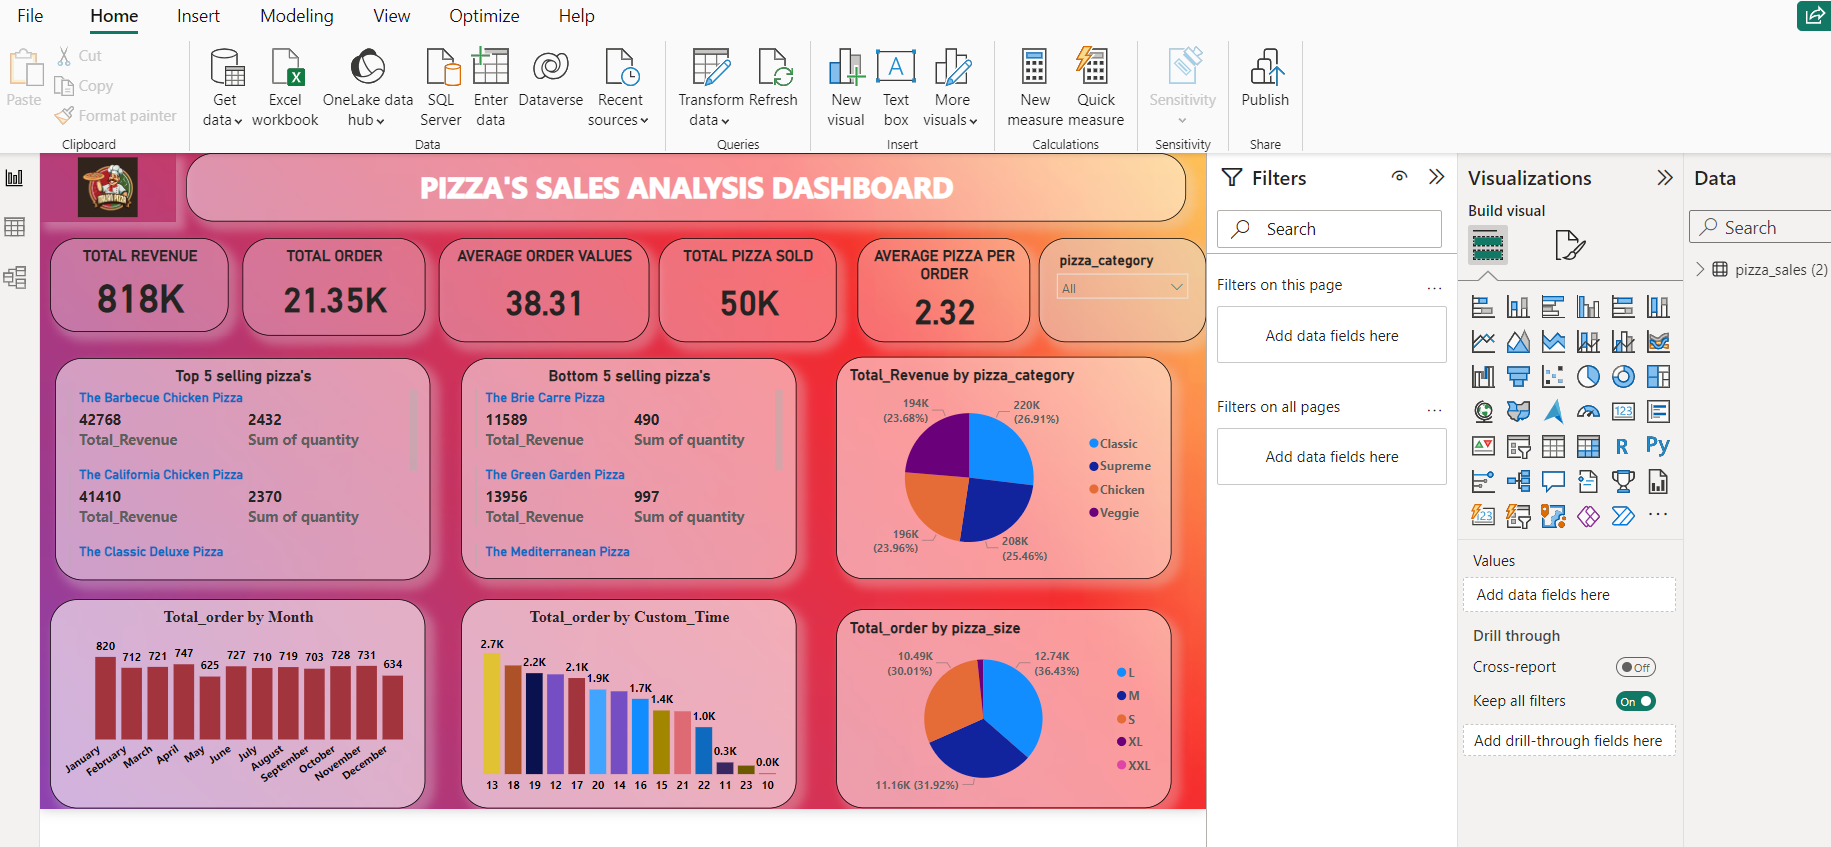 File Home Insert Modeling View Optimize Help
Paste
Cut
Copy
Format painter
Clipboard
Get data
Excel workbook
OneLake data hub
SQL Server
Enter data
Dataverse
Recent sources
Data
Transform data
Refresh
Queries
New visual
Text box
More visuals
Insert
New measure
Quick measure
Calculations
Sensitivity
Sensitivity
Publish
Share
PIZZA'S SALES ANALYSIS DASHBOARD
TOTAL REVENUE
818K
TOTAL ORDER
21.35K
AVERAGE ORDER VALUES
38.31
TOTAL PIZZA SOLD
50K
AVERAGE PIZZA PER
ORDER
2.32
pizza_category
All
Top 5 selling pizza's
The Barbecue Chicken Pizza
42768 2432
Total_Revenue Sum of quantity
The California Chicken Pizza
41410 2370
Total_Revenue Sum of quantity
The Classic Deluxe Pizza
Bottom 5 selling pizza's
The Brie Carre Pizza
11589 490
Total_Revenue Sum of quantity
The Green Garden Pizza
13956 997
Total_Revenue Sum of quantity
The Mediterranean Pizza
Total_Revenue by pizza_category
194K
(23.68%)
220K
(26.91%)
196K
(23.96%)
208K
(25.46%)
Classic
Supreme
Chicken
Veggie
Total_order by Month
820 712 721 747 625 727 710 719 703 728 731 634
January February March April May June July August September October November December
Total_order by Custom_Time
2.7K 2.2K 2.1K 1.9K 1.7K 1.4K 1.0K 0.3K 0.0K
13 18 19 12 17 20 14 16 15 21 22 11 23 10
Total_order by pizza_size
10.49K
(30.01%)
12.74K
(36.43%)
11.16K (31.92%)
L
M
S
XL
XXL
Filters
Search
Filters on this page ...
Add data fields here
Filters on all pages ...
Add data fields here
Visualizations
Build visual
123
R Py
123
...
Values
Add data fields here
Drill through
Cross-report Off
Keep all filters On
Add drill-through fields here
Data
Search
pizza_sales (2)